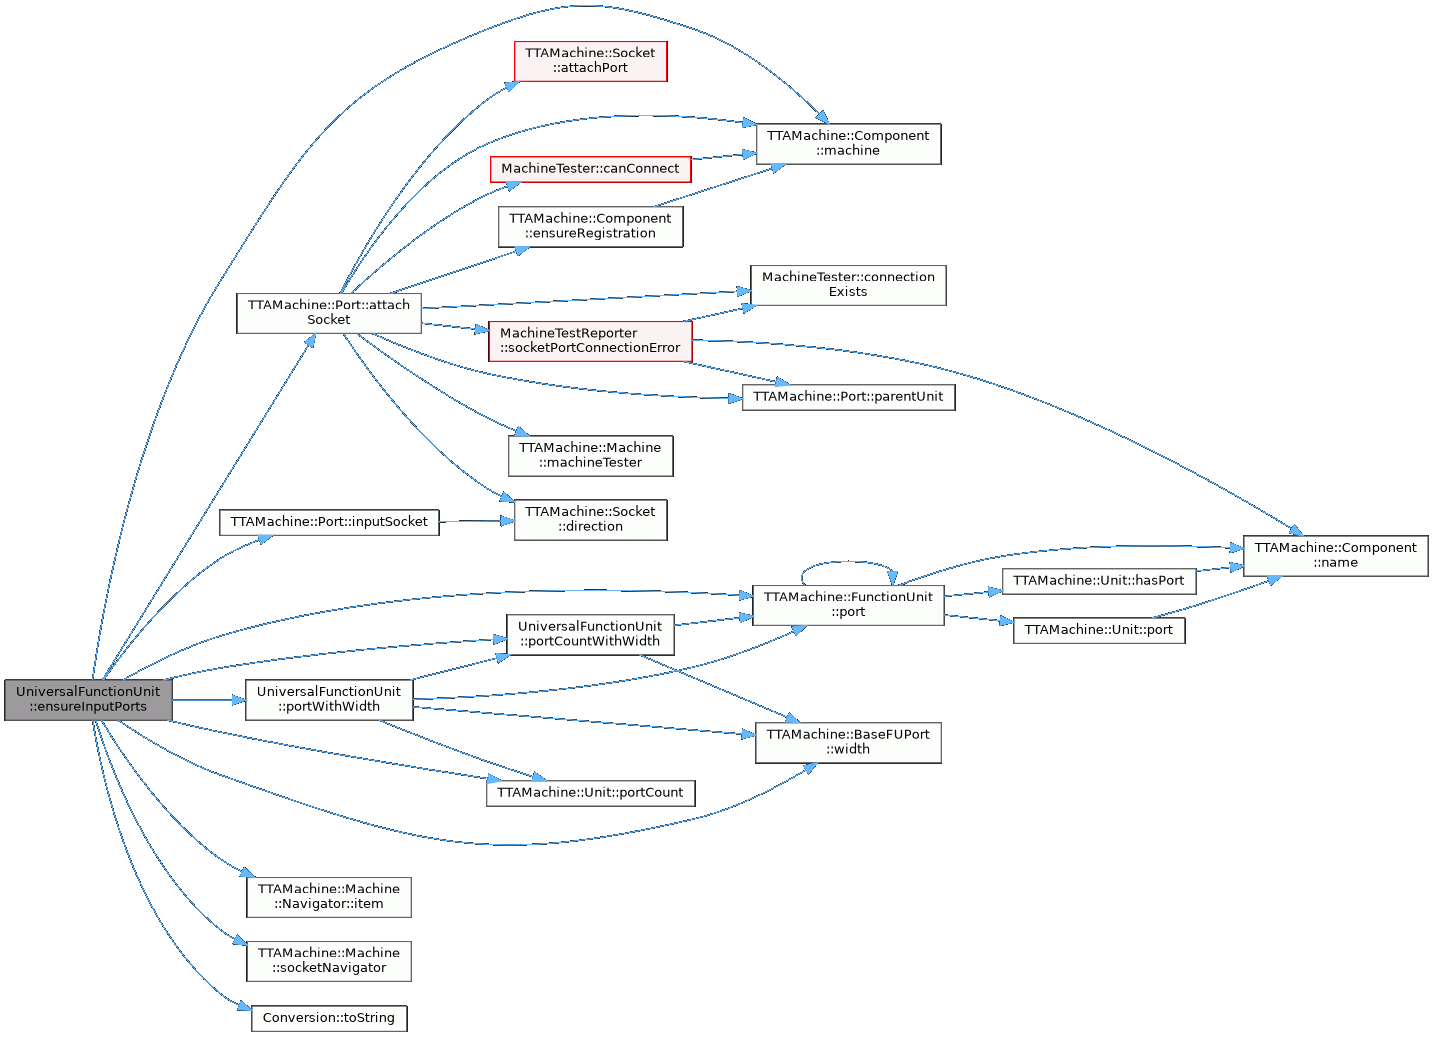 TTAMachine::Socket
::attachPort
TTAMachine::Component
::machine
MachineTester::canConnect
TTAMachine::Component
::ensureRegistration
MachineTester::connection
Exists
TTAMachine::Port::attach
Socket
MachineTestReporter
::socketPortConnectionError
TTAMachine::Port::parentUnit
TTAMachine::Machine
::machineTester
TTAMachine::Socket
::direction
TTAMachine::Port::inputSocket
TTAMachine::Component
::name
TTAMachine::Unit::hasPort
TTAMachine::FunctionUnit
::port
TTAMachine::Unit::port
UniversalFunctionUnit
::portCountWithWidth
UniversalFunctionUnit
::ensureInputPorts
UniversalFunctionUnit
::portWithWidth
TTAMachine::BaseFUPort
::width
TTAMachine::Unit::portCount
TTAMachine::Machine
::Navigator::item
TTAMachine::Machine
::socketNavigator
Conversion::toString